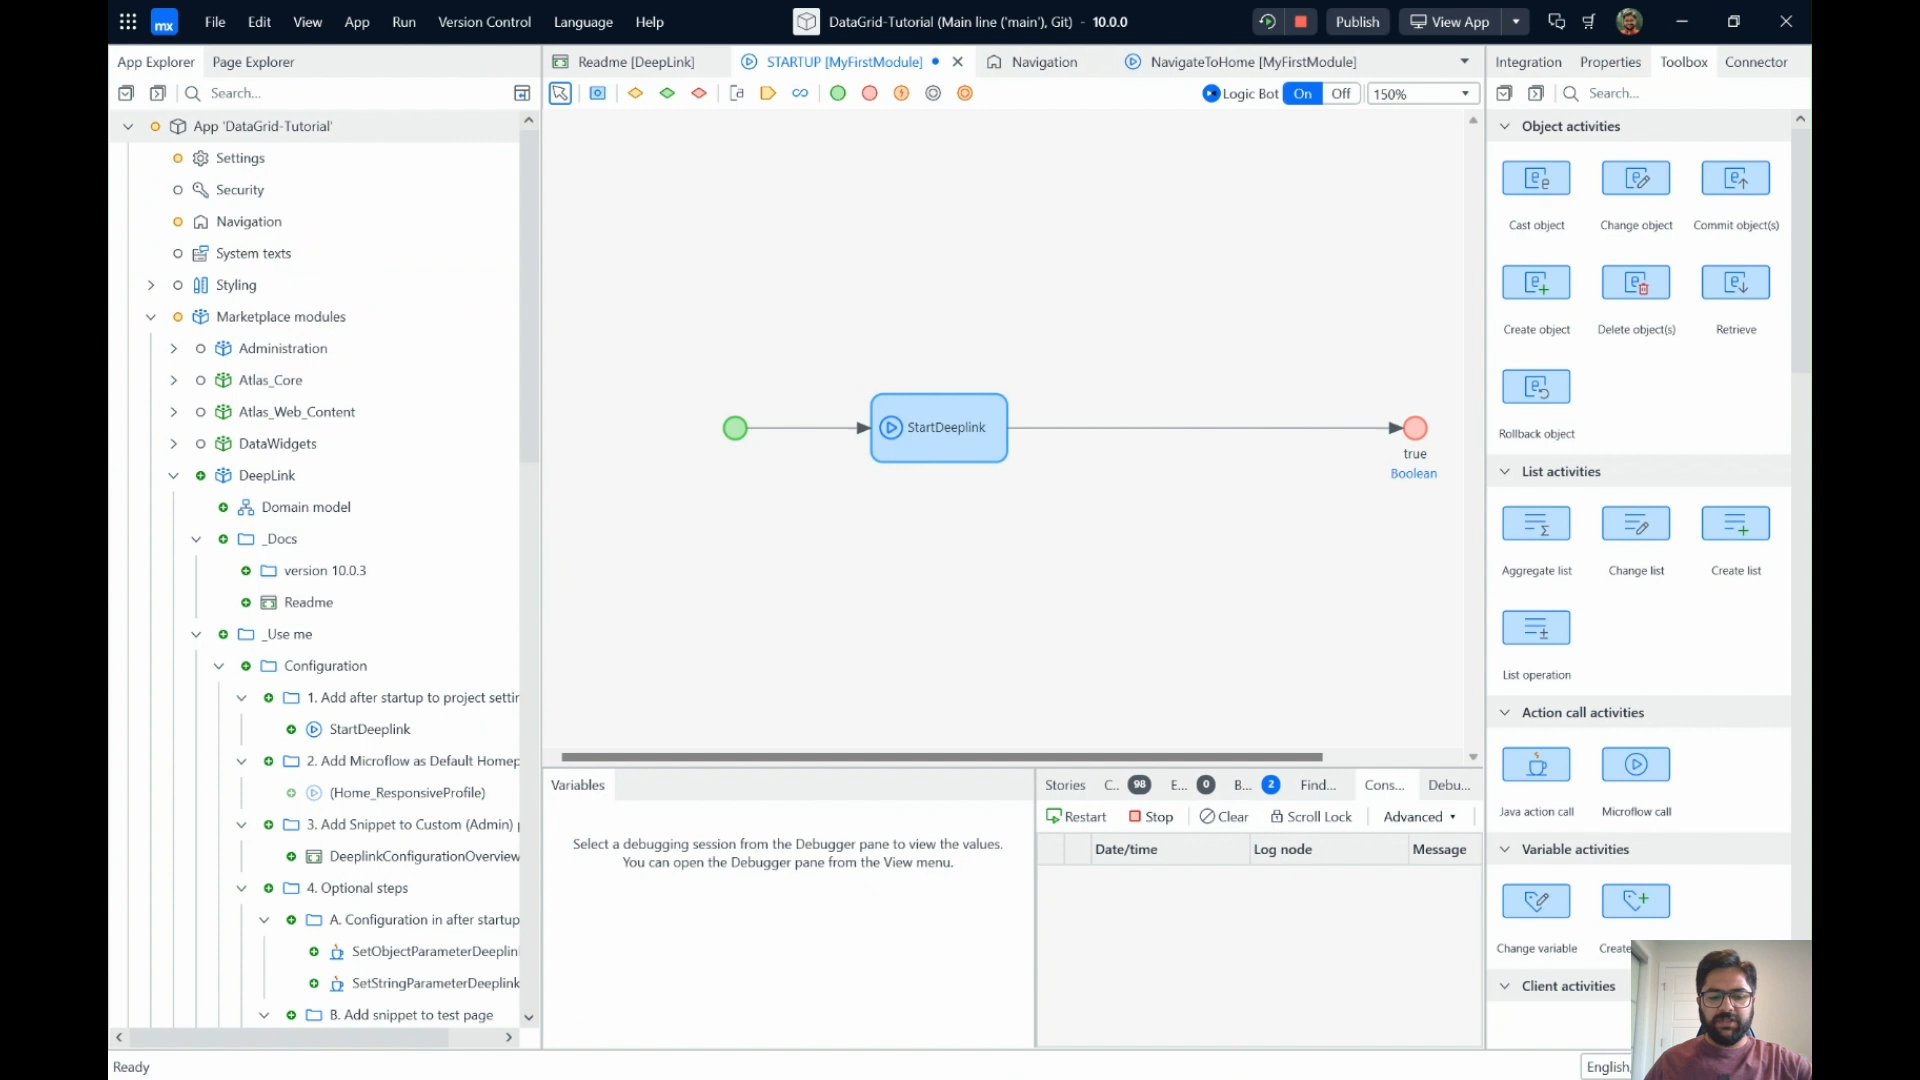 mx File Edit View App Run Version Control Language Help DataGrid-Tutorial (Main line ('main'), Git) - 10.0.0 Publish View App
App Explorer Page Explorer
Readme [DeepLink] STARTUP [MyFirstModule] Navigation NavigateToHome [MyFirstModule]
Integration Properties Toolbox Connector
Search...
Logic Bot On Off 150%
Search...
App 'DataGrid-Tutorial'
Settings
Security
Navigation
System texts
Styling
Marketplace modules
Administration
Atlas_Core
Atlas_Web_Content
DataWidgets
DeepLink
Domain model
_Docs
version 10.0.3
Readme
_Use me
Configuration
1. Add after startup to project settin
StartDeeplink
2. Add Microflow as Default Homep
(Home_ResponsiveProfile)
3. Add Snippet to Custom (Admin) p
DeeplinkConfigurationOverview
4. Optional steps
A. Configuration in after startup
SetObjectParameterDeeplin
SetStringParameterDeeplink
B. Add snippet to test page
StartDeeplink
true
Boolean
Variables
Select a debugging session from the Debugger pane to view the values.
You can open the Debugger pane from the View menu.
Stories C.. 98 E... 0 B... 2 Find... Cons... Debu...
Restart Stop Clear Scroll Lock Advanced
Date/time Log node Message
Object activities
Cast object Change object Commit object(s)
Create object Delete object(s) Retrieve
Rollback object
List activities
Aggregate list Change list Create list
List operation
Action call activities
Java action call Microflow call
Variable activities
Change variable Create
Client activities
Ready
English,